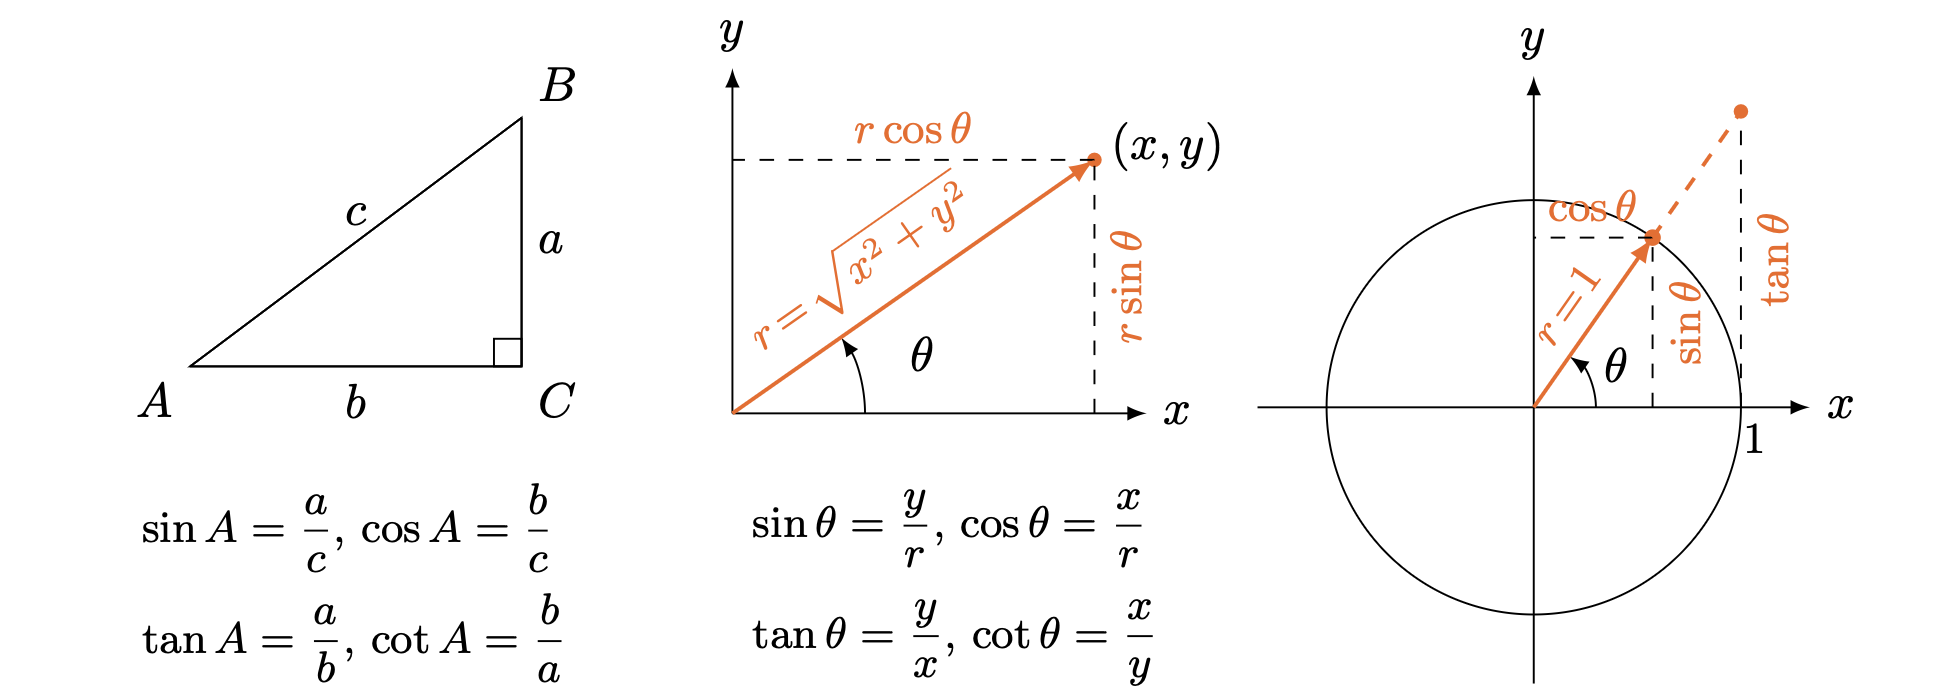 B
c
a
A
b
C
sin A = a/c, cos A = b/c
tan A = a/b, cot A = b/a
y
r cos θ
(x, y)
r = √(x² + y²)
r sin θ
θ
x
sin θ = y/r, cos θ = x/r
tan θ = y/x, cot θ = x/y
y
cos θ
tan θ
r = 1
sin θ
θ
x
1